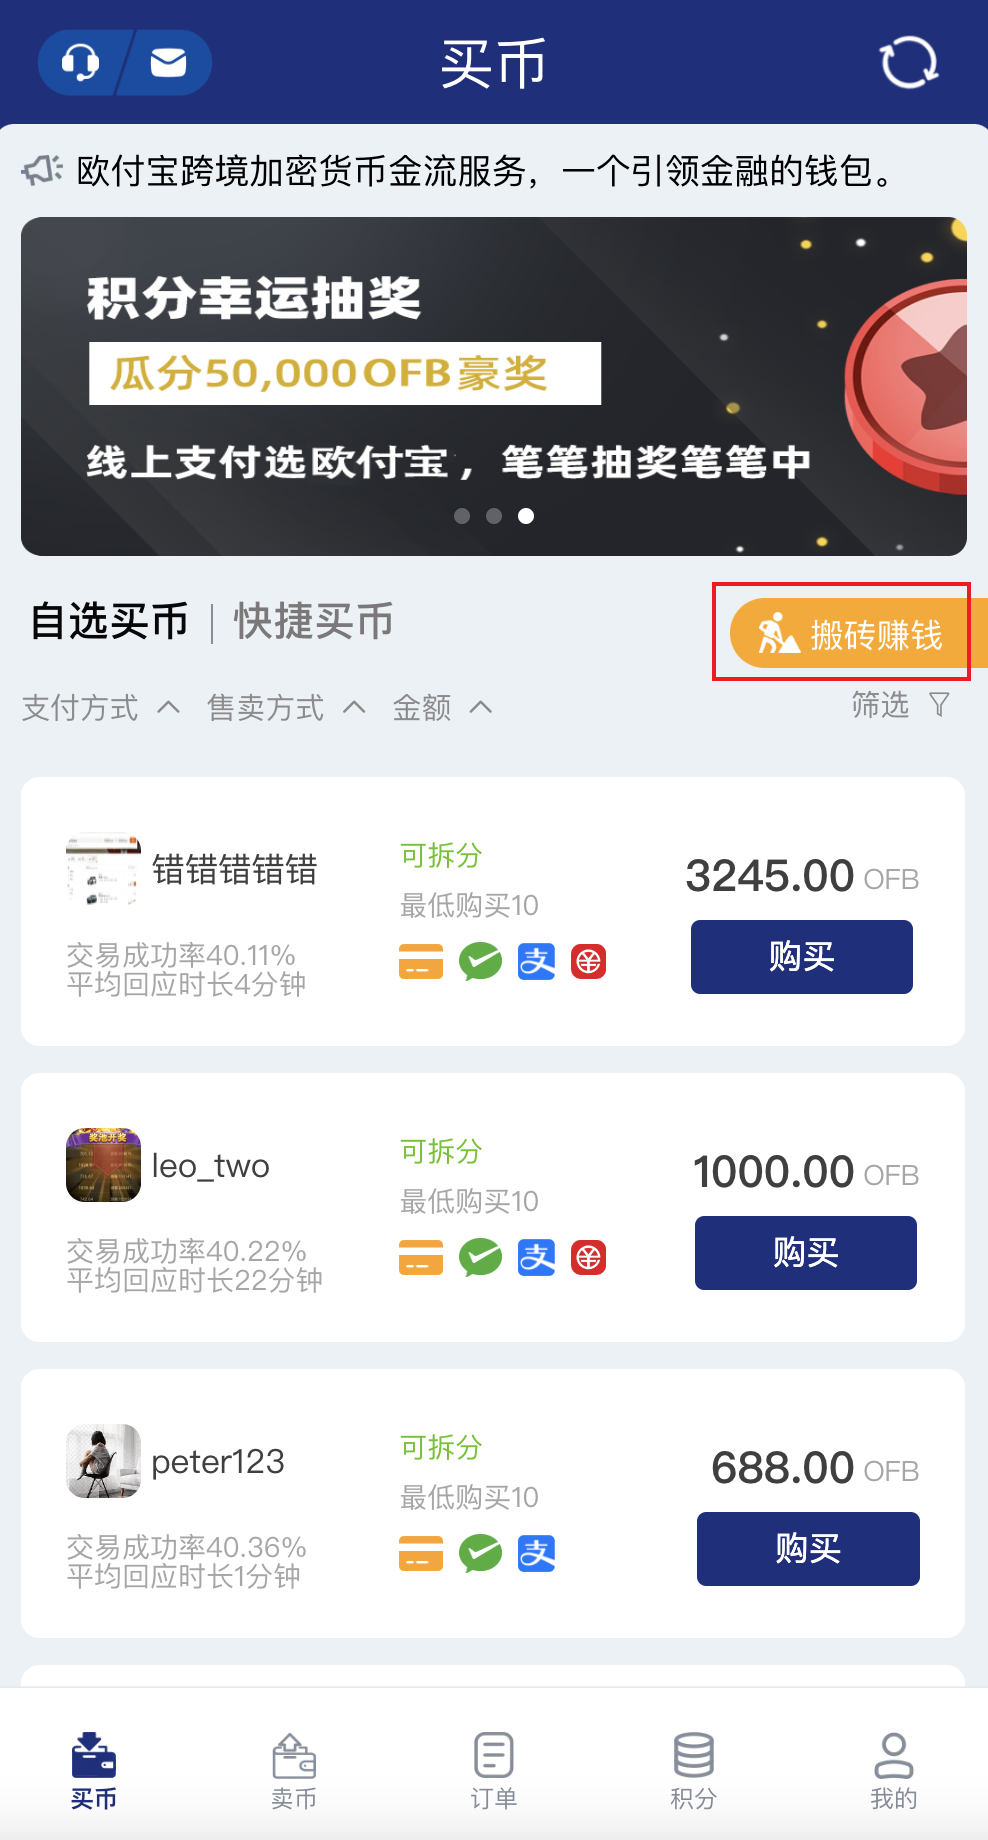 买币
欧付宝跨境加密货币金流服务，一个引领金融的钱包。
积分幸运抽奖
瓜分50,000OFB豪奖
线上支付选欧付宝，笔笔抽奖笔笔中
自选买币 | 快捷买币
搬砖赚钱
支付方式 售卖方式 金额 筛选
错错错错错
可拆分
最低购买10
3245.00 OFB
交易成功率40.11%
平均回应时长4分钟
购买
leo_two
可拆分
最低购买10
1000.00 OFB
交易成功率40.22%
平均回应时长22分钟
购买
peter123
可拆分
最低购买10
688.00 OFB
交易成功率40.36%
平均回应时长1分钟
购买
买币 卖币 订单 积分 我的